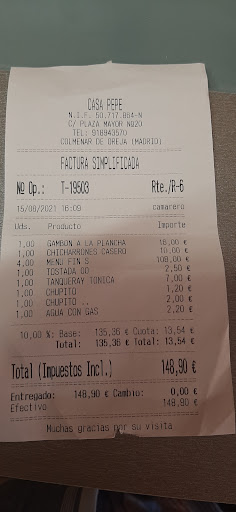 CASA PEPE
N.I.F. 50.717.864-N
C/ PLAZA MAYOR Nº20
TEL: 918943570
COLMENAR DE OREJA (MADRID)
FACTURA SIMPLIFICADA
Nº Op.: T-19503 Rte./R-6
15/08/2021 16:09 camarero
Uds. Producto Importe
1,00 GAMBON A LA PLANCHA 16,00 €
1,00 CHICHARRONES CASERO 10,00 €
4,00 MENU FIN S 108,00 €
1,00 TOSTADA GO 2,50 €
1,00 TANQUERAY TONICA 7,00 €
1,00 CHUPITO 1,20 €
1,00 CHUPITO .. 2,00 €
1,00 AGUA CON GAS 2,20 €
10,00 %: Base: 135,36 € Cuota: 13,54 €
Total: 135,36 € Total: 13,54 €
Total (Impuestos Incl.) 148,90 €
Entregado: 148,90 € Cambio: 0,00 €
Efectivo 148,90 €
Muchas gracias por su visita